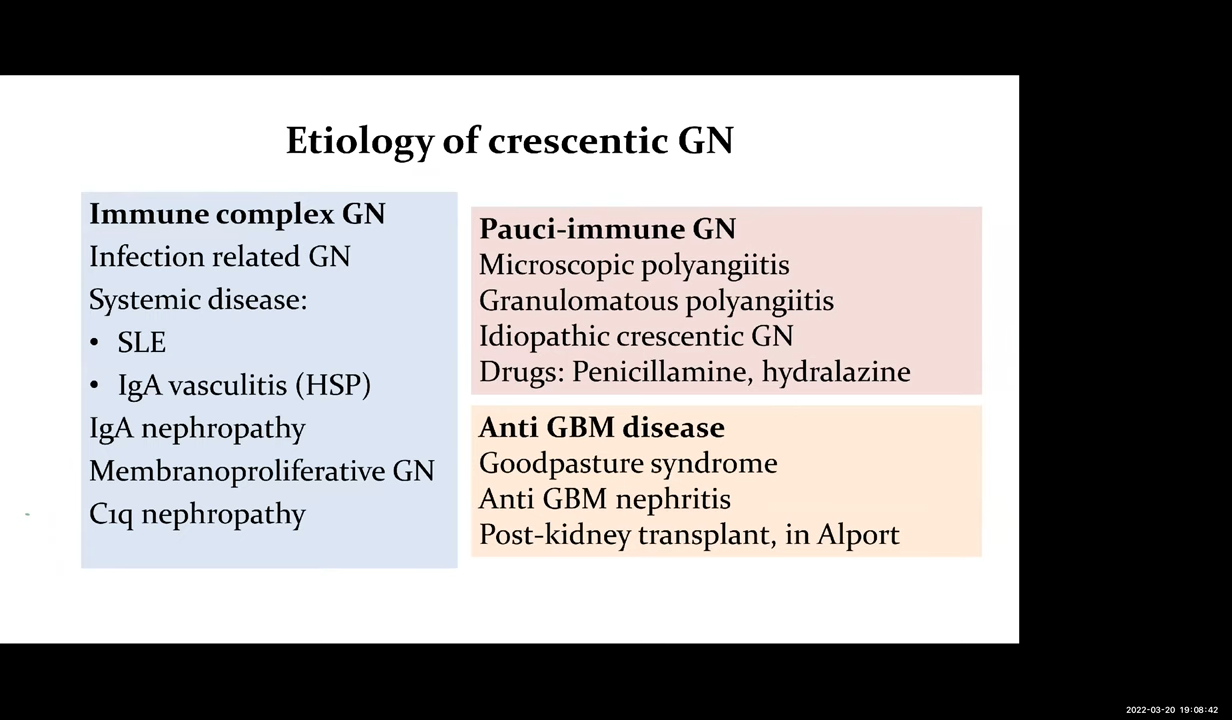 Etiology of crescentic GN
Immune complex GN
Infection related GN
Systemic disease:
• SLE
• IgA vasculitis (HSP)
IgA nephropathy
Membranoproliferative GN
C1q nephropathy
Pauci-immune GN
Microscopic polyangiitis
Granulomatous polyangiitis
Idiopathic crescentic GN
Drugs: Penicillamine, hydralazine
Anti GBM disease
Goodpasture syndrome
Anti GBM nephritis
Post-kidney transplant, in Alport
2022-03-20 19:08:42